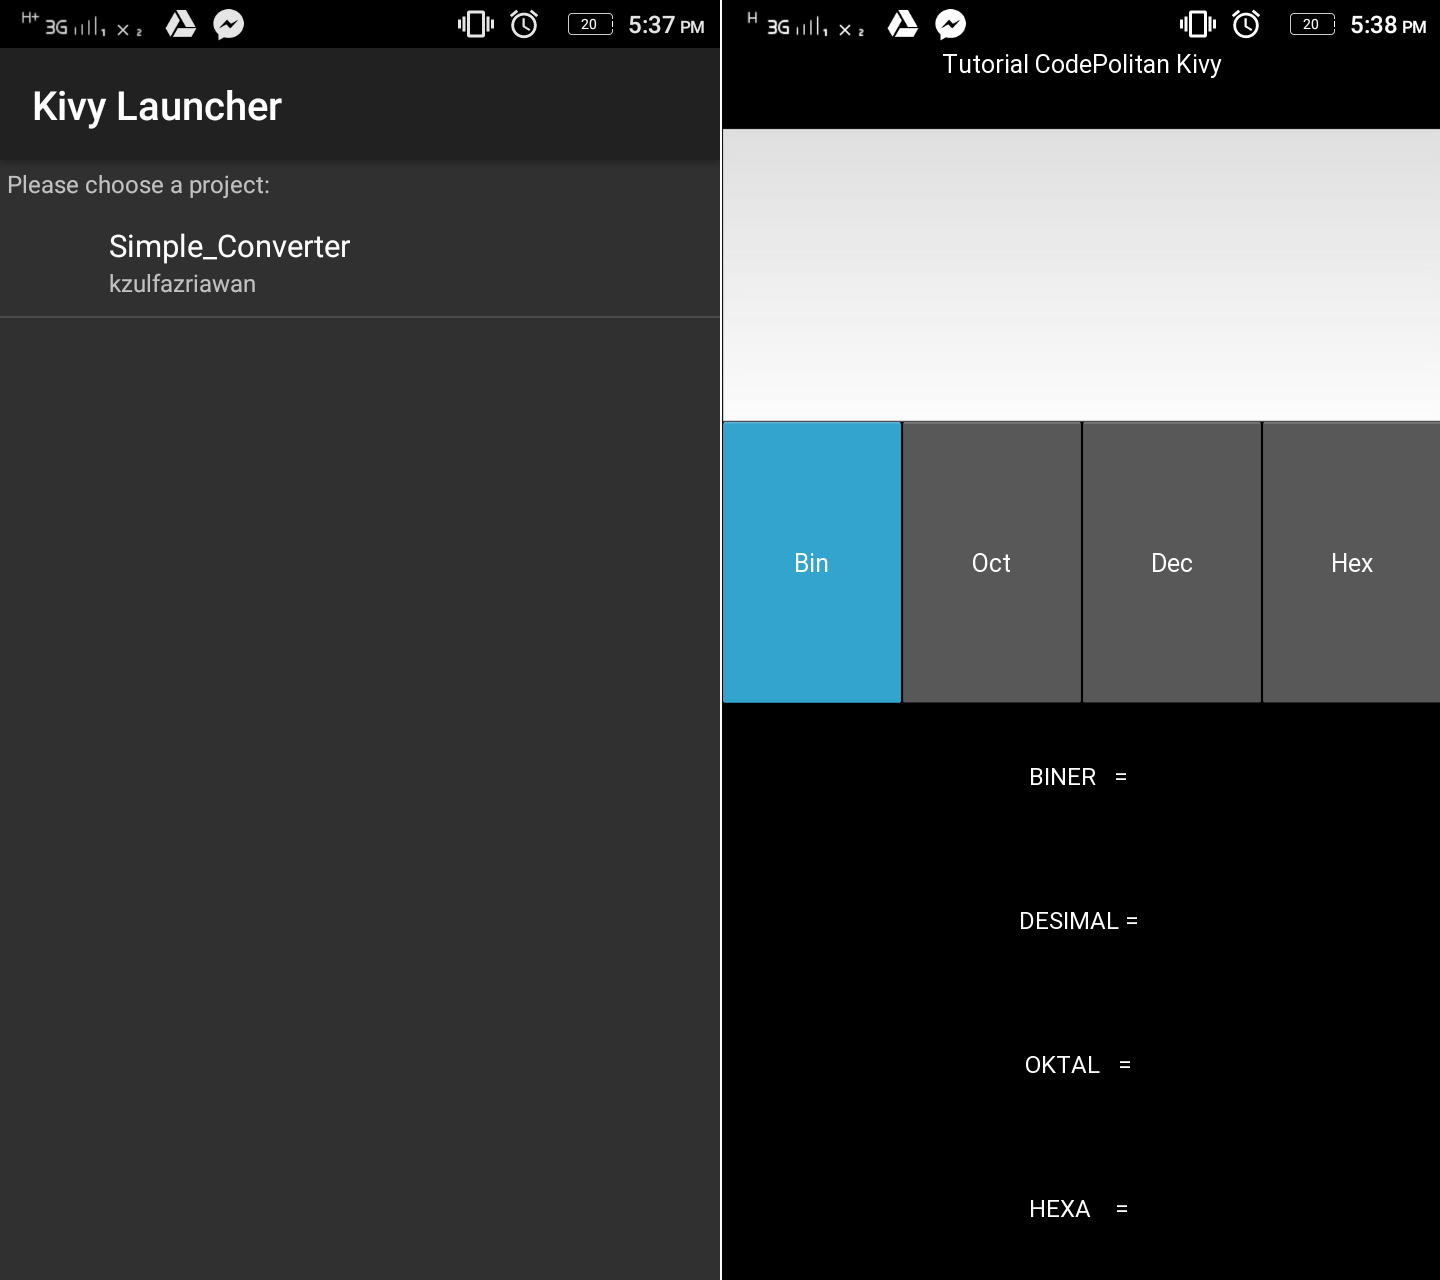 H+ 3G 1 x 2 20 5:37 PM
Kivy Launcher
Please choose a project:
Simple_Converter
kzulfazriawan
H 3G 1 x 2 20 5:38 PM
Tutorial CodePolitan Kivy
Bin Oct Dec Hex
BINER =
DESIMAL =
OKTAL =
HEXA =